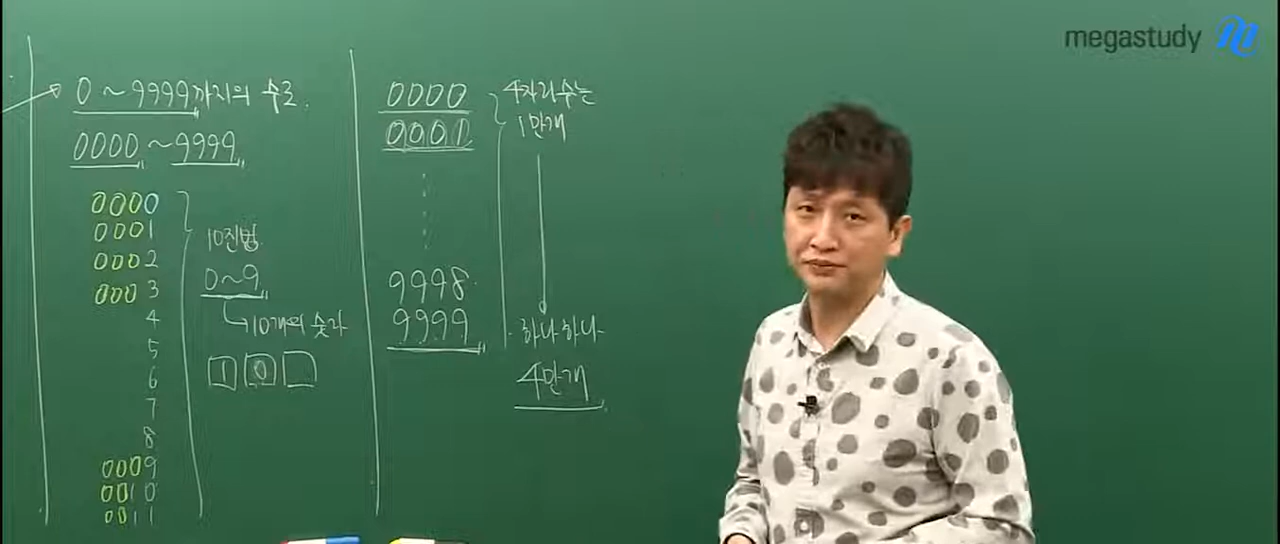 megastudy
0 ~ 9999까지의 수로
0000 ~ 9999
0000
0001
0002
0003
4
5
6
7
8
0009
0010
0011
10진법
0~9
10개의 숫자
1 0
0000
0001
9998
9999
4자리 수는
1만개
하나하나
4만개